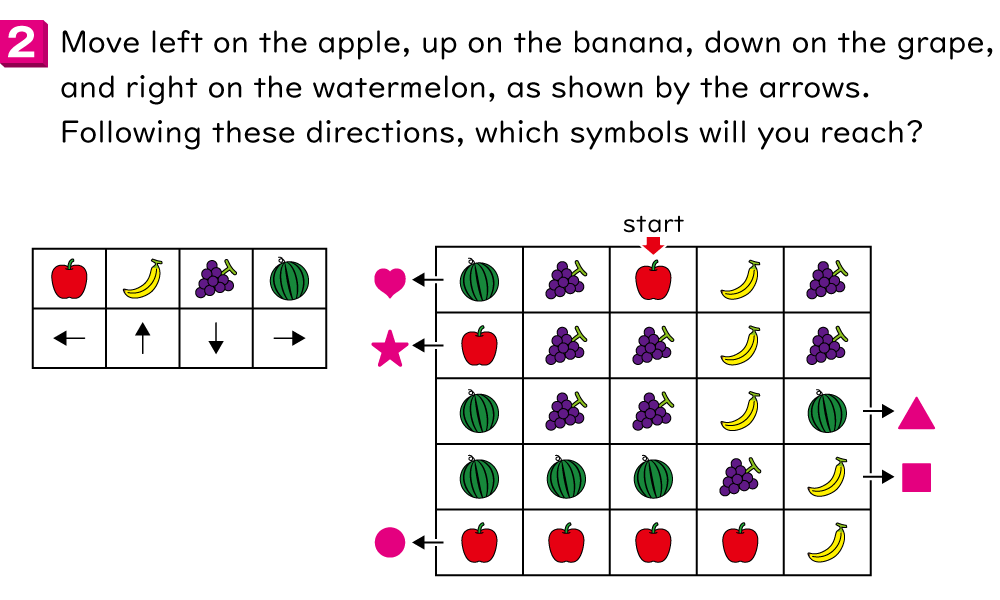 2 Move left on the apple, up on the banana, down on the grape,
and right on the watermelon, as shown by the arrows.
Following these directions, which symbols will you reach?
start